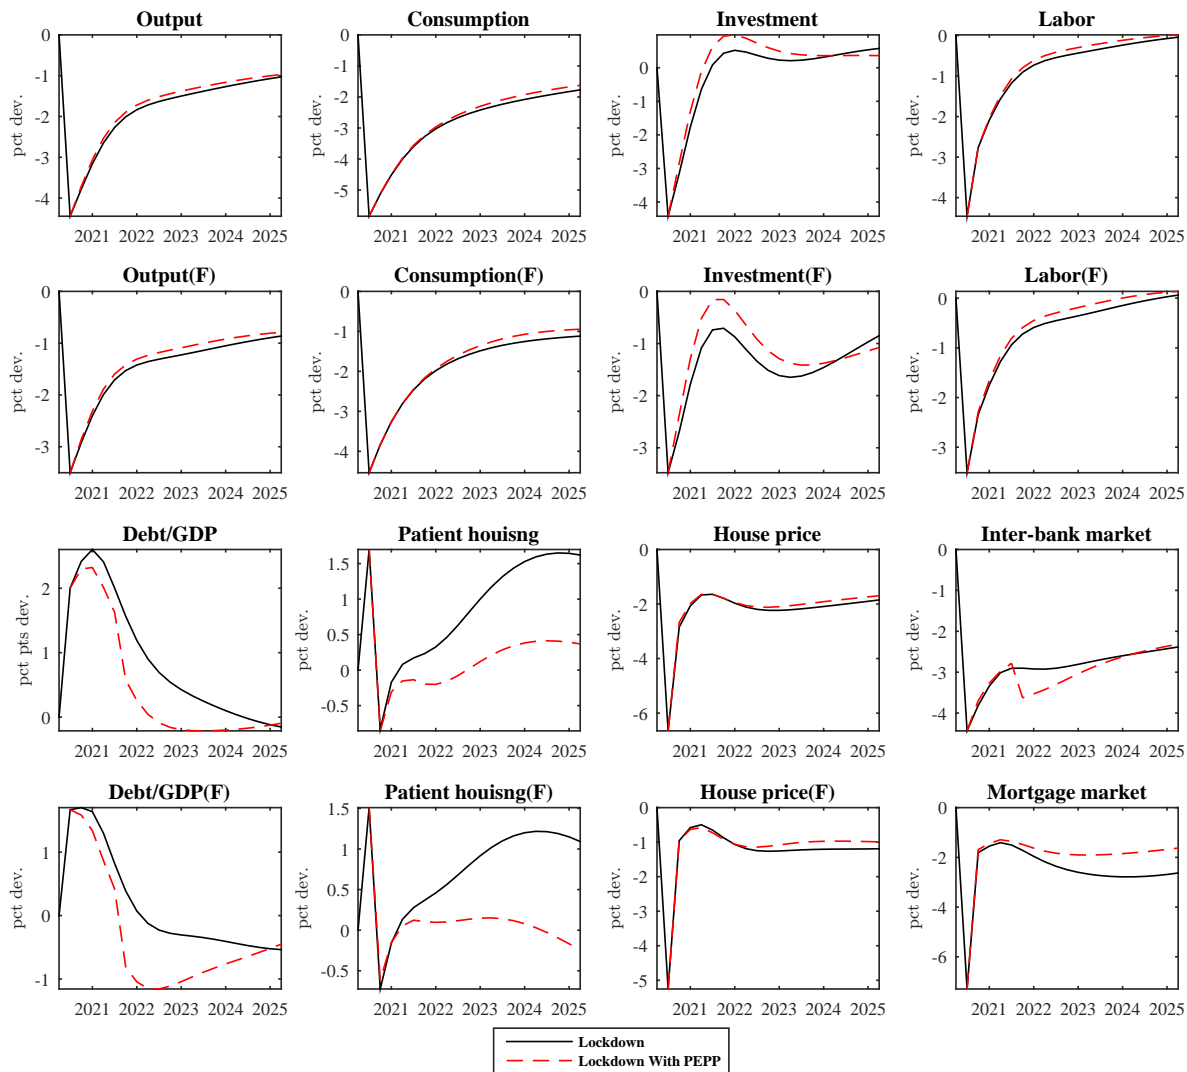 Output Consumption Investment Labor
pct dev. 0 -1 -2 -3 -4 2021 2022 2023 2024 2025
pct dev. 0 -1 -2 -3 -4 -5 2021 2022 2023 2024 2025
pct dev. 0 -1 -2 -3 -4 2021 2022 2023 2024 2025
pct dev. 0 -1 -2 -3 -4 2021 2022 2023 2024 2025
Output(F) Consumption(F) Investment(F) Labor(F)
pct dev. 0 -1 -2 -3 2021 2022 2023 2024 2025
pct dev. 0 -1 -2 -3 -4 2021 2022 2023 2024 2025
pct dev. 0 -1 -2 -3 2021 2022 2023 2024 2025
pct dev. 0 -1 -2 -3 2021 2022 2023 2024 2025
Debt/GDP Patient houisng House price Inter-bank market
pct pts dev. 2 1 0 2021 2022 2023 2024 2025
pct dev. 1.5 1 0.5 0 -0.5 2021 2022 2023 2024 2025
pct dev. 0 -2 -4 -6 2021 2022 2023 2024 2025
pct dev. 0 -1 -2 -3 -4 2021 2022 2023 2024 2025
Debt/GDP(F) Patient houisng(F) House price(F) Mortgage market
pct dev. 1 0 -1 2021 2022 2023 2024 2025
pct dev. 1.5 1 0.5 0 -0.5 2021 2022 2023 2024 2025
pct dev. 0 -1 -2 -3 -4 -5 2021 2022 2023 2024 2025
pct dev. 0 -2 -4 -6 2021 2022 2023 2024 2025
Lockdown
Lockdown With PEPP